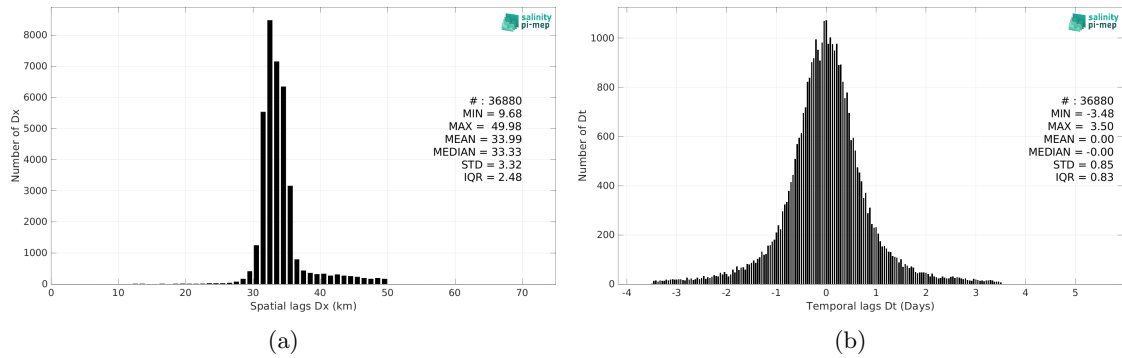 salinity
pi-mep
# : 36880
MIN = 9.68
MAX = 49.98
MEAN = 33.99
MEDIAN = 33.33
STD = 3.32
IQR = 2.48
Number of Dx
8000
7000
6000
5000
4000
3000
2000
1000
0
0 10 20 30 40 50 60 70
Spatial lags Dx (km)
(a)
salinity
pi-mep
# : 36880
MIN = -3.48
MAX = 3.50
MEAN = 0.00
MEDIAN = -0.00
STD = 0.85
IQR = 0.83
Number of Dt
1000
800
600
400
200
0
-4 -3 -2 -1 0 1 2 3 4 5
Temporal lags Dt (Days)
(b)